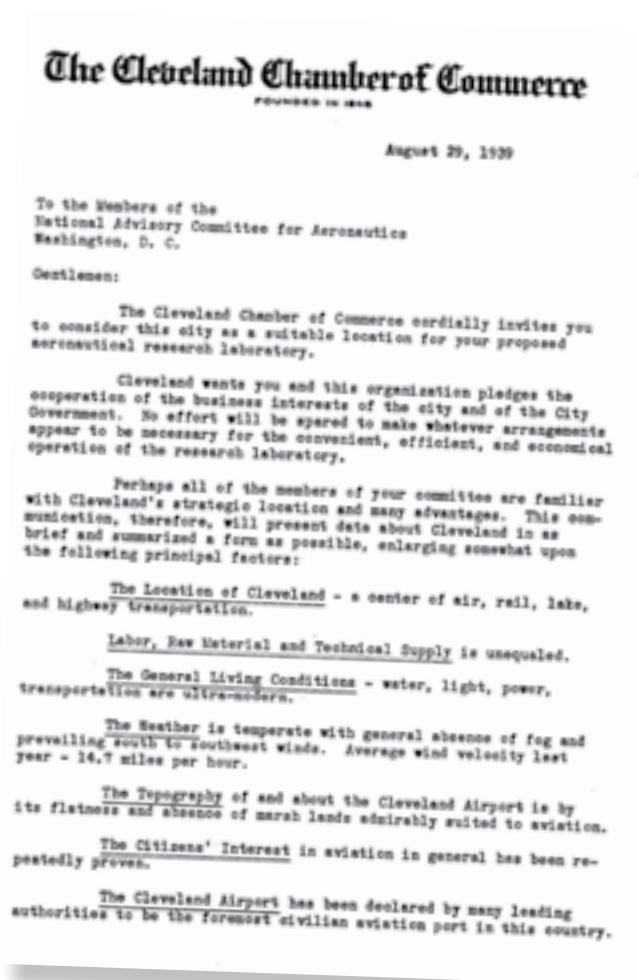 The Cleveland Chamber of Commerce
FOUNDED IN 1848
August 29, 1939
To the Members of the
National Advisory Committee for Aeronautics
Washington, D. C.
Gentlemen:
The Cleveland Chamber of Commerce cordially invites you
to consider this city as a suitable location for your proposed
aeronautical research laboratory.
Cleveland wants you and this organization pledges the
cooperation of the business interests of the city and of the City
Government. No effort will be spared to make whatever arrangements
appear to be necessary for the convenient, efficient, and economical
operation of the research laboratory.
Perhaps all of the members of your committee are familiar
with Cleveland's strategic location and many advantages. This com-
munication, therefore, will present data about Cleveland in as
brief and summarized a form as possible, enlarging somewhat upon
the following principal factors:
The Location of Cleveland - a center of air, rail, lake,
and highway transportation.
Labor, Raw Material and Technical Supply is unequaled.
The General Living Conditions - water, light, power,
transportation are ultra-modern.
The Weather is temperate with general absence of fog and
prevailing south to southwest winds. Average wind velocity last
year - 14.7 miles per hour.
The Topography of and about the Cleveland Airport is by
its flatness and absence of marsh lands admirably suited to aviation.
The Citizens' Interest in aviation in general has been re-
peatedly proven.
The Cleveland Airport has been declared by many leading
authorities to be the foremost civilian aviation port in this country.